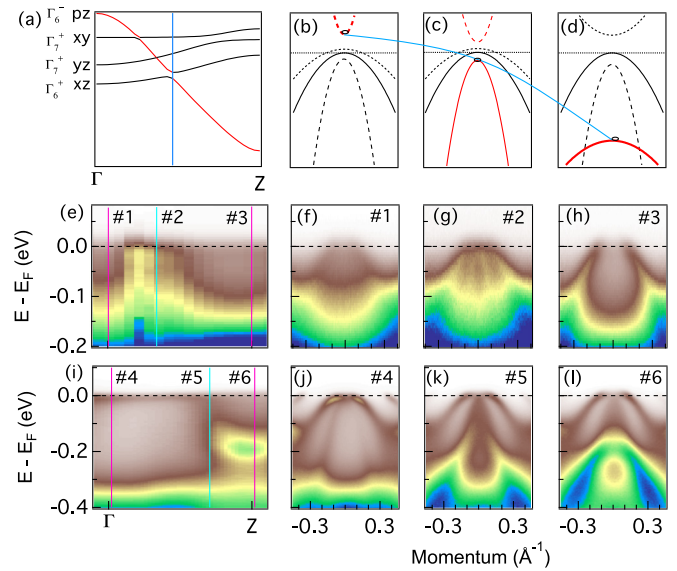 (a) Γ6⁻ pz
Γ7⁺ xy
Γ7⁺ yz
Γ6⁺ xz
Γ Z
(b) (c) (d)
(e) #1 #2 #3
(f) #1
(g) #2
(h) #3
E - EF (eV)
0.0
-0.1
-0.2
(i) #4 #5 #6
(j) #4
(k) #5
(l) #6
E - EF (eV)
0.0
-0.2
-0.4
Γ Z
-0.3 0.3 -0.3 0.3 -0.3 0.3
Momentum (Å⁻¹)